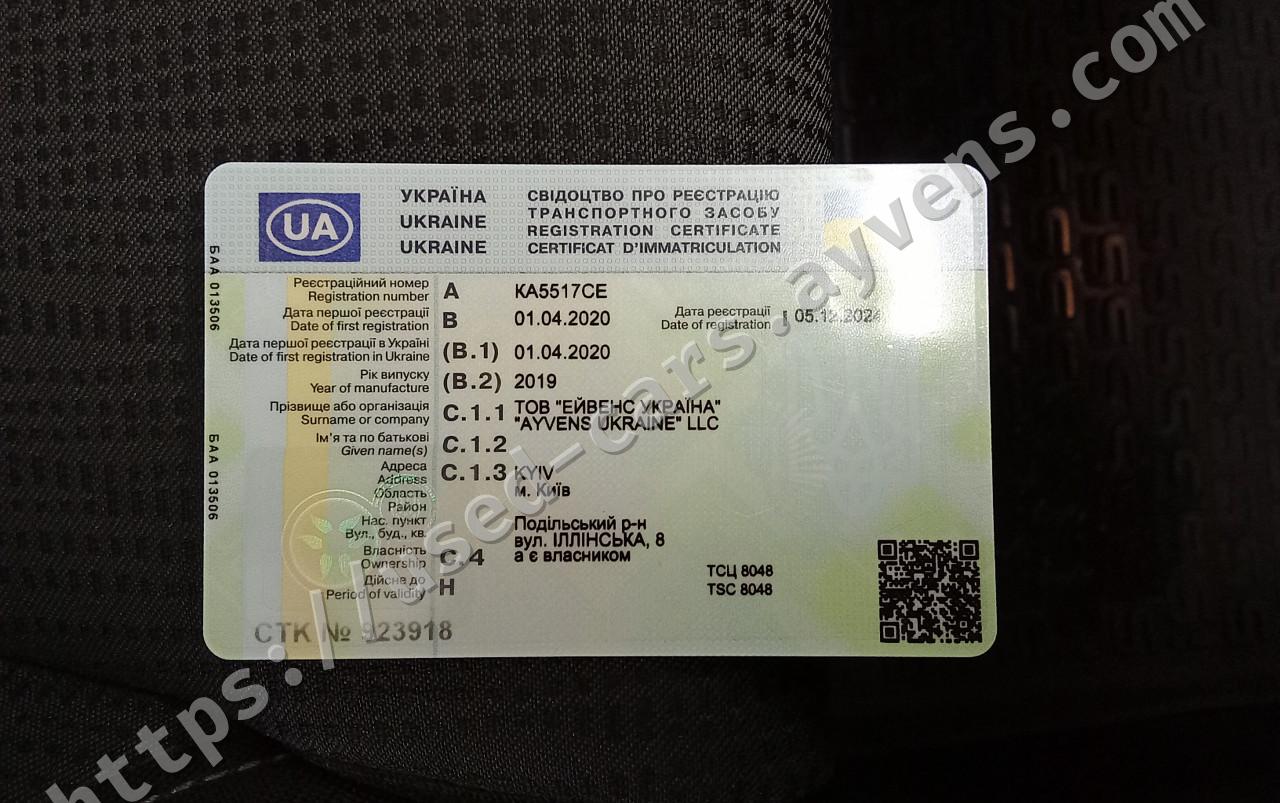 UA
УКРАЇНА
UKRAINE
UKRAINE
СВІДОЦТВО ПРО РЕЄСТРАЦІЮ
ТРАНСПОРТНОГО ЗАСОБУ
REGISTRATION CERTIFICATE
CERTIFICAT D'IMMATRICULATION
БАА 013506
БАА 013506
Реєстраційний номер
Registration number A KA5517CE
Дата першої реєстрації
Date of first registration B 01.04.2020
Дата реєстрації
Date of registration I 05.12.2024
Дата першої реєстрації в Україні
Date of first registration in Ukraine (B.1) 01.04.2020
Рік випуску
Year of manufacture (B.2) 2019
Прізвище або організація
Surname or company C.1.1 ТОВ "ЕЙВЕНС УКРАЇНА"
"AYVENS UKRAINE" LLC
Ім'я та по батькові
Given name(s) C.1.2
Адреса
Address C.1.3 KYIV
Область м. Київ
Район
Нас. пункт Подільський р-н
Вул., буд., кв. вул. ІЛЛІНСЬКА, 8
Власність
Ownership C.4 а є власником
Дійсне до
Period of validity H
ТСЦ 8048
TSC 8048
СТК № 923918
https://used-cars.ayvens.com